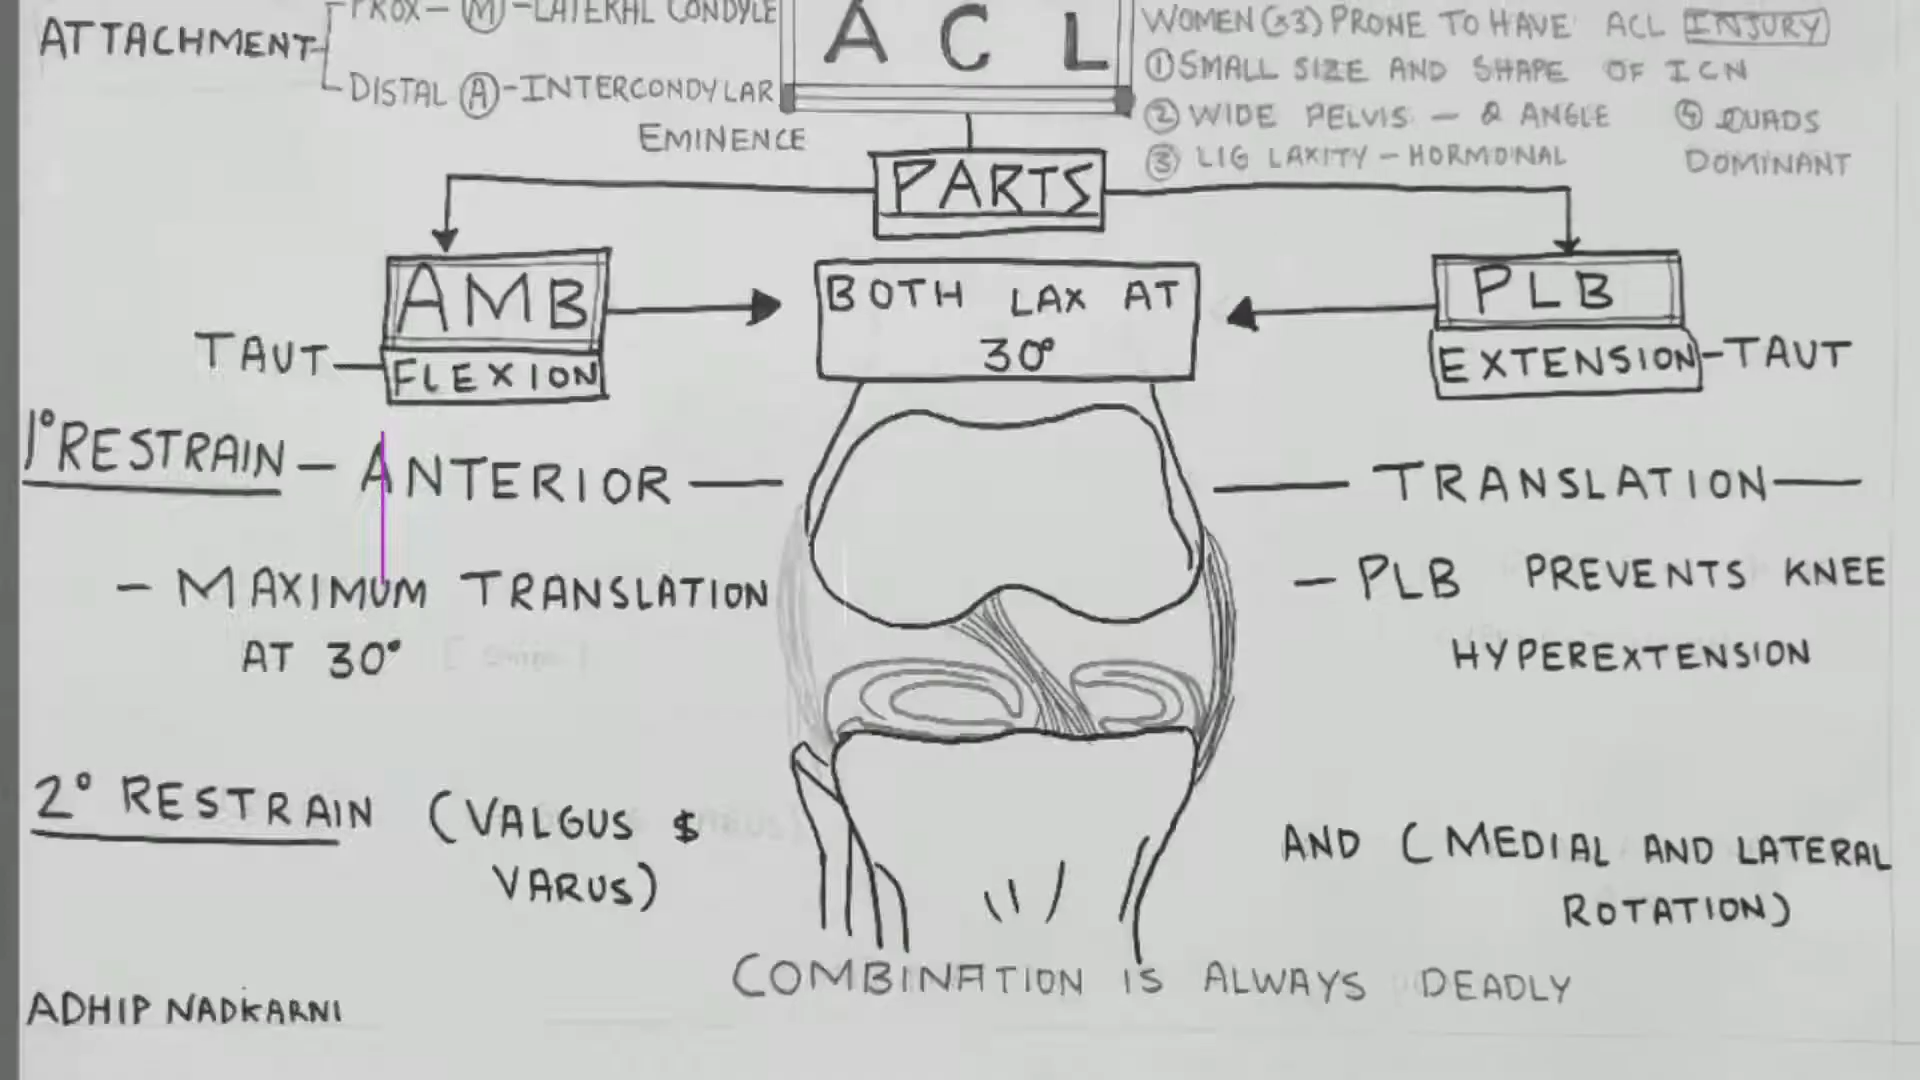 ATTACHMENT
PROX - (M) - LATERAL CONDYLE
DISTAL (A) - INTERCONDYLAR
EMINENCE
ACL
WOMEN (x3) PRONE TO HAVE ACL INJURY
① SMALL SIZE AND SHAPE OF ICN
② WIDE PELVIS - Q ANGLE
③ LIG LAXITY - HORMONAL
④ QUADS
DOMINANT
PARTS
AMB
TAUT - FLEXION
BOTH LAX AT
30°
PLB
EXTENSION - TAUT
1° RESTRAIN - ANTERIOR — — TRANSLATION —
- MAXIMUM TRANSLATION
AT 30°
- PLB PREVENTS KNEE
HYPEREXTENSION
2° RESTRAIN (VALGUS $
VARUS)
AND (MEDIAL AND LATERAL
ROTATION)
COMBINATION IS ALWAYS DEADLY
ADHIP NADKARNI